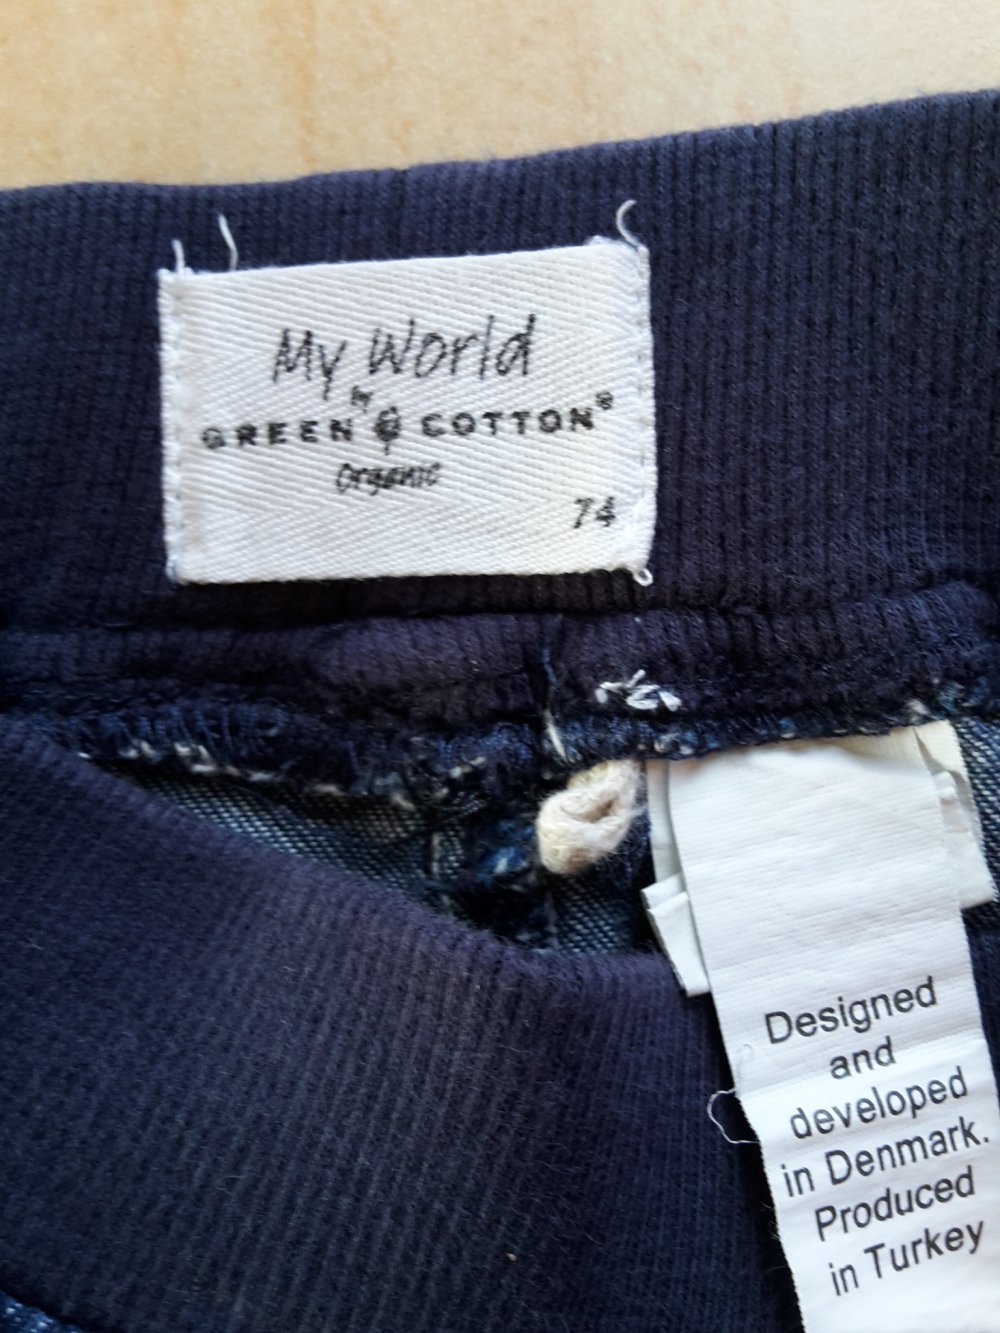 My World
by
GREEN COTTON®
Organic
74
Designed
and
developed
in Denmark.
Produced
in Turkey